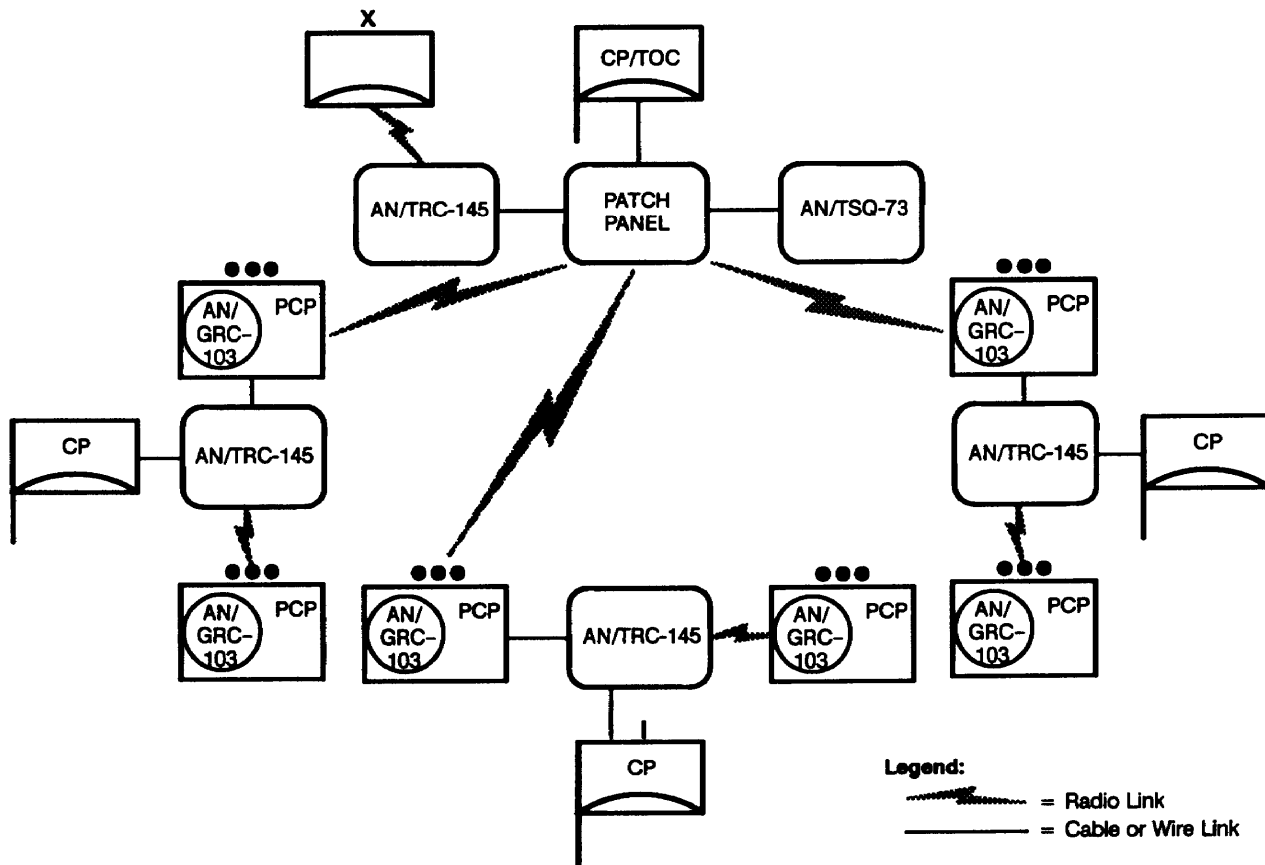 X
CP/TOC
AN/TRC-145
PATCH
PANEL
AN/TSQ-73
AN/
GRC-
103
PCP
AN/
GRC-
103
PCP
CP
AN/TRC-145
AN/TRC-145
CP
AN/
GRC-
103
PCP
AN/
GRC-
103
PCP
AN/TRC-145
AN/
GRC-
103
PCP
AN/
GRC-
103
PCP
CP
Legend:
= Radio Link
= Cable or Wire Link